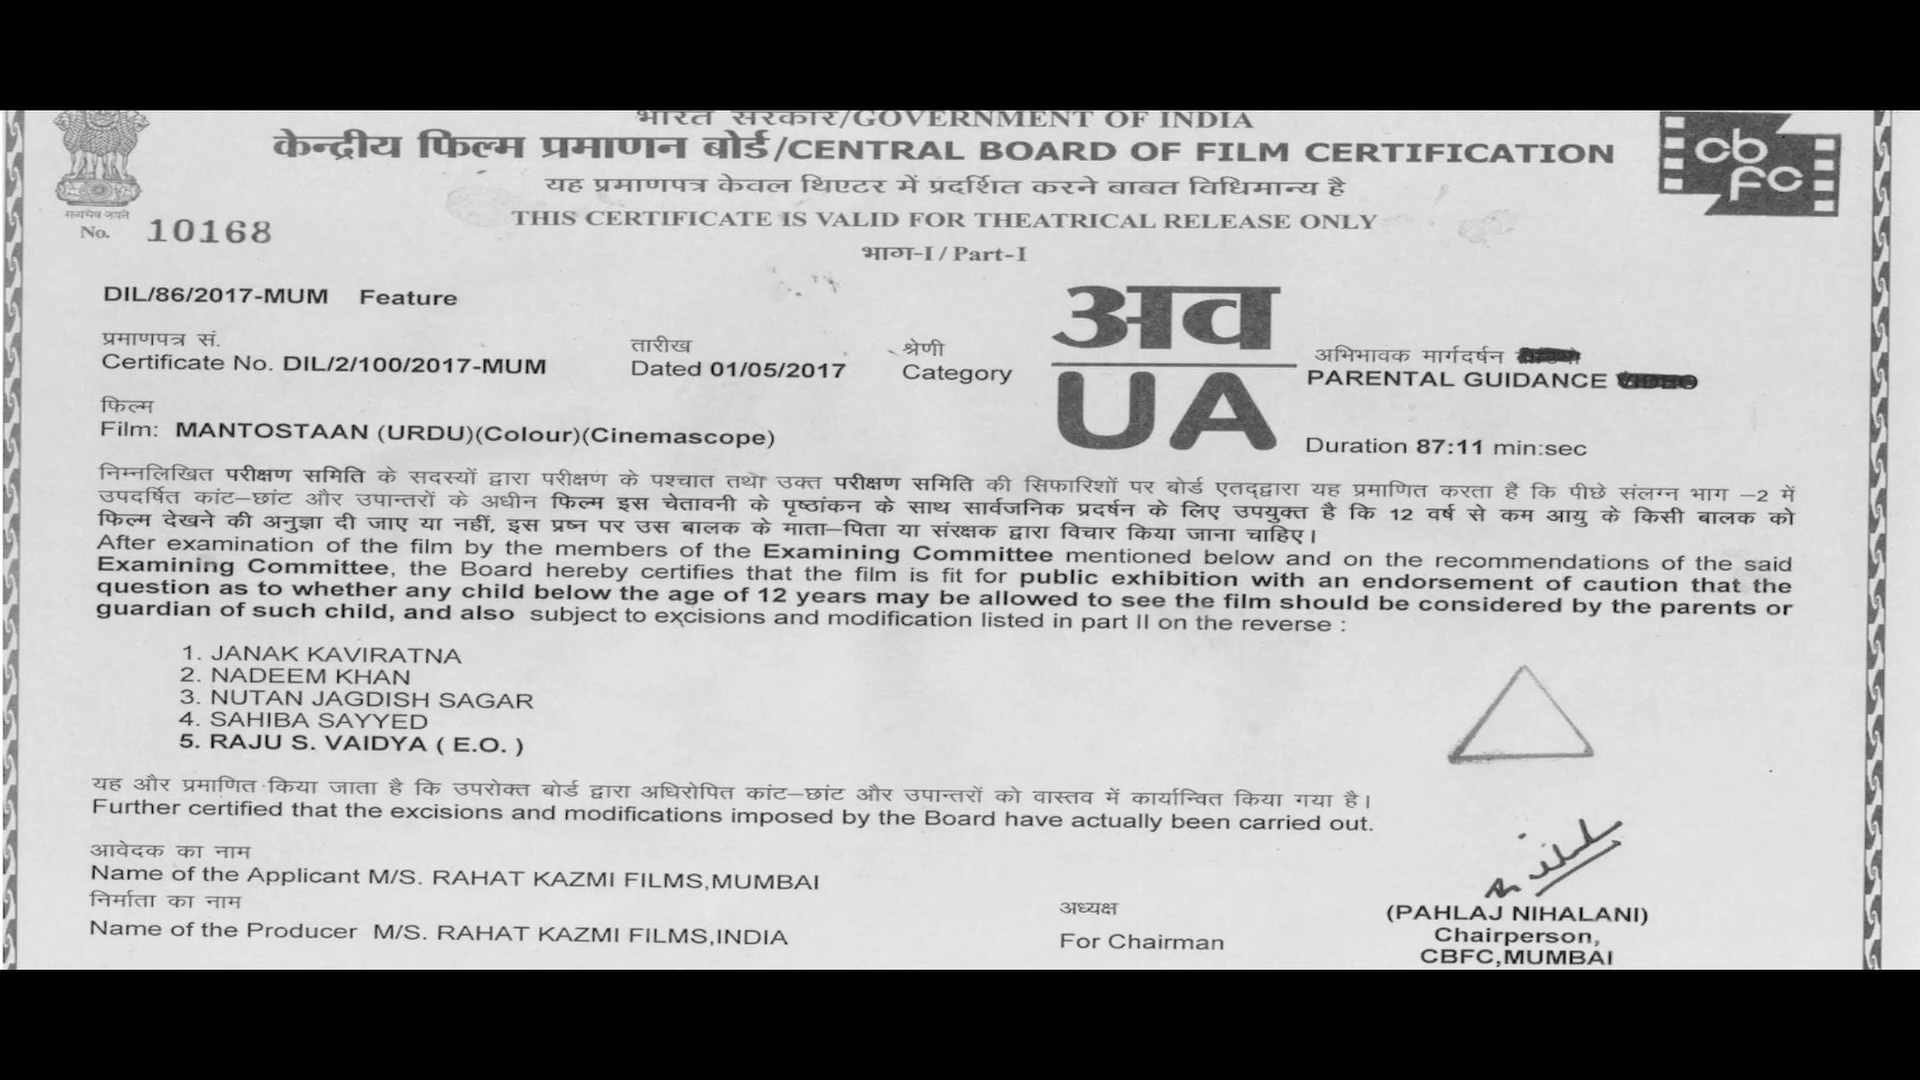 भारत सरकार/GOVERNMENT OF INDIA
केन्द्रीय फिल्म प्रमाणन बोर्ड/CENTRAL BOARD OF FILM CERTIFICATION
cb
fc
यह प्रमाणपत्र केवल थिएटर में प्रदर्शित करने बाबत विधिमान्य है
सत्यमेव जयते
THIS CERTIFICATE IS VALID FOR THEATRICAL RELEASE ONLY
No. 10168
भाग-I / Part-I
DIL/86/2017-MUM Feature
अव
UA
प्रमाणपत्र सं.
Certificate No. DIL/2/100/2017-MUM
तारीख
Dated 01/05/2017
श्रेणी
Category
अभिभावक मार्गदर्षन
PARENTAL GUIDANCE
फिल्म
Film: MANTOSTAAN (URDU)(Colour)(Cinemascope)
Duration 87:11 min:sec
निम्नलिखित परीक्षण समिति के सदस्यों द्वारा परीक्षण के पश्चात तथो उक्त परीक्षण समिति की सिफारिशों पर बोर्ड एतद्द्वारा यह प्रमाणित करता है कि पीछे संलग्न भाग -2 में
उपदर्षित कांट-छांट और उपान्तरों के अधीन फिल्म इस चेतावनी के पृष्ठांकन के साथ सार्वजनिक प्रदर्षन के लिए उपयुक्त है कि 12 वर्ष से कम आयु के किसी बालक को
फिल्म देखने की अनुज्ञा दी जाए या नहीं, इस प्रष्न पर उस बालक के माता-पिता या संरक्षक द्वारा विचार किया जाना चाहिए।
After examination of the film by the members of the Examining Committee mentioned below and on the recommendations of the said
Examining Committee, the Board hereby certifies that the film is fit for public exhibition with an endorsement of caution that the
question as to whether any child below the age of 12 years may be allowed to see the film should be considered by the parents or
guardian of such child, and also subject to excisions and modification listed in part II on the reverse :
1. JANAK KAVIRATNA
2. NADEEM KHAN
3. NUTAN JAGDISH SAGAR
4. SAHIBA SAYYED
5. RAJU S. VAIDYA ( E.O. )
यह और प्रमाणित किया जाता है कि उपरोक्त बोर्ड द्वारा अधिरोपित कांट-छांट और उपान्तरों को वास्तव में कार्यान्वित किया गया है।
Further certified that the excisions and modifications imposed by the Board have actually been carried out.
आवेदक का नाम
Name of the Applicant M/S. RAHAT KAZMI FILMS,MUMBAI
निर्माता का नाम
Name of the Producer M/S. RAHAT KAZMI FILMS,INDIA
अध्यक्ष
For Chairman
(PAHLAJ NIHALANI)
Chairperson,
CBFC,MUMBAI